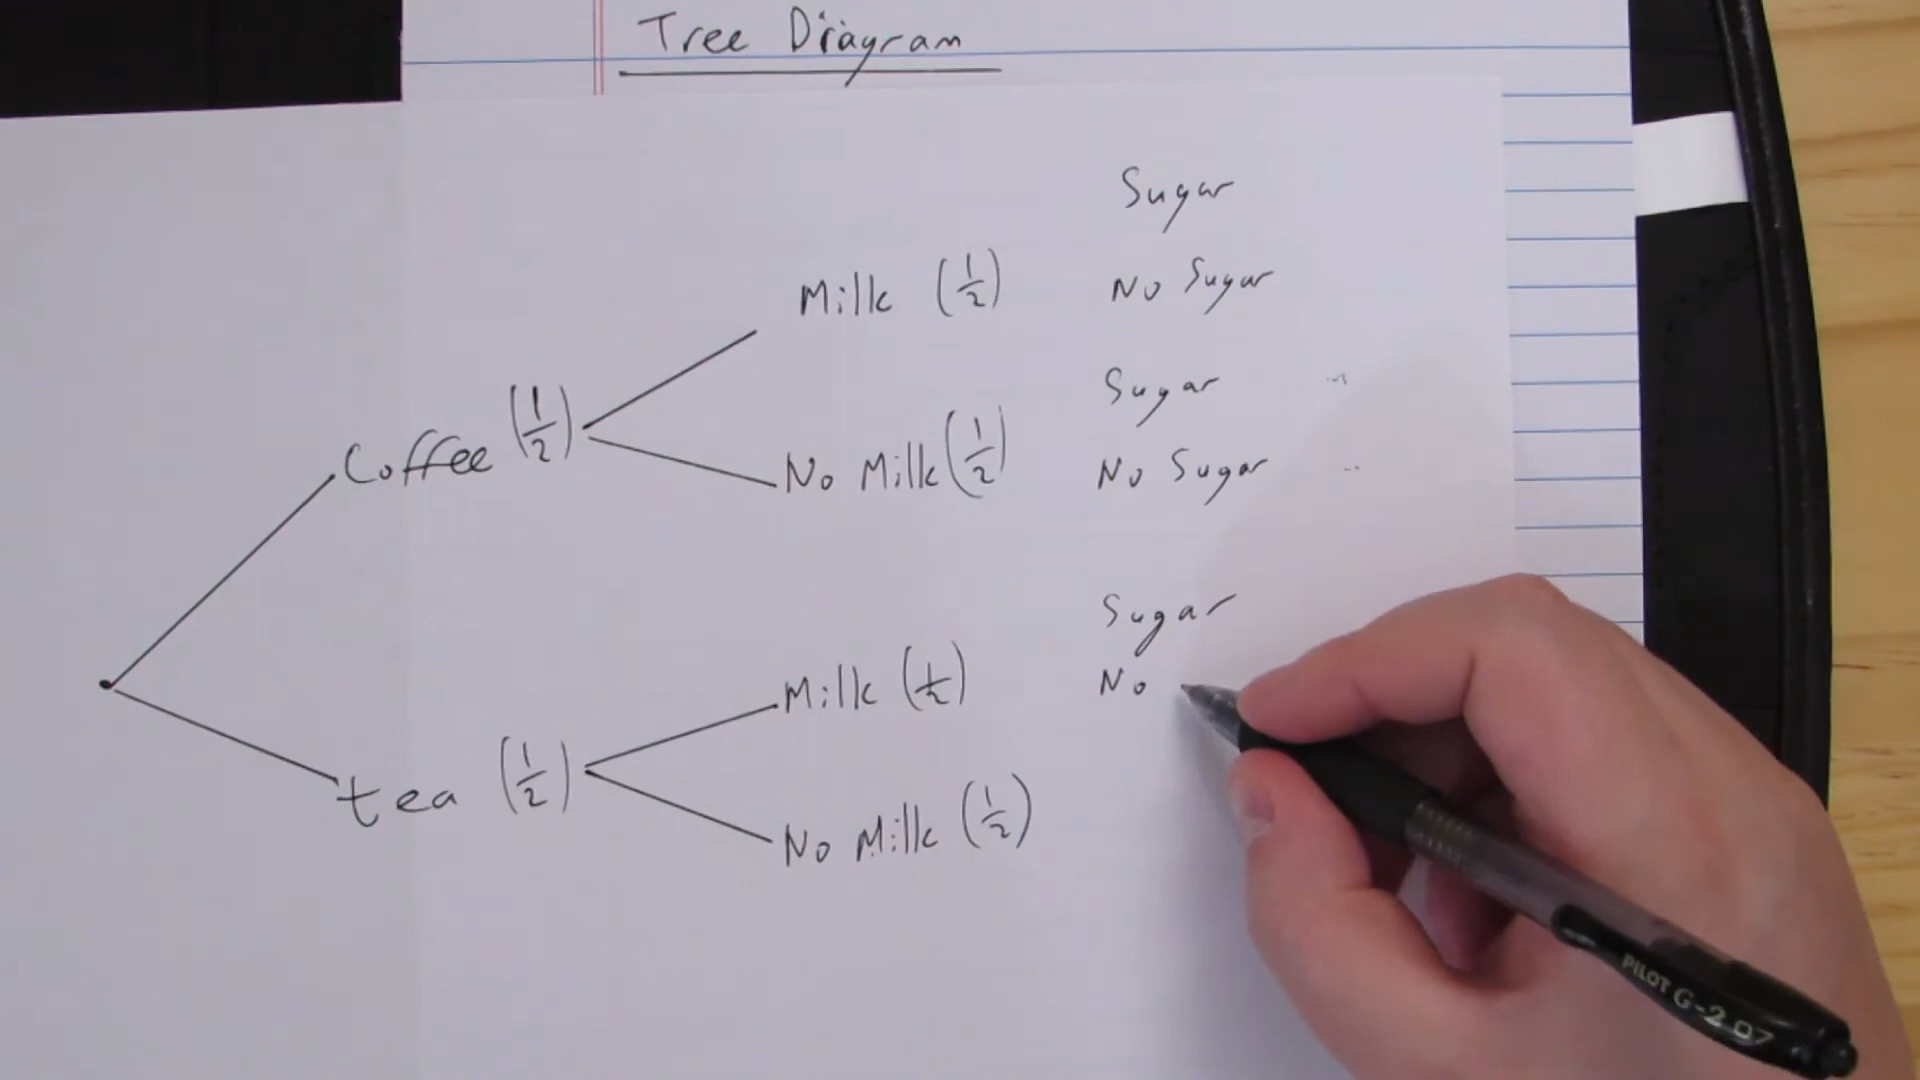 Tree Diagram
Sugar
Milk (1/2)
No Sugar
Sugar
Coffee (1/2)
No Milk (1/2)
No Sugar
Sugar
Milk (1/2)
No
tea (1/2)
No Milk (1/2)
PILOT G-2 07